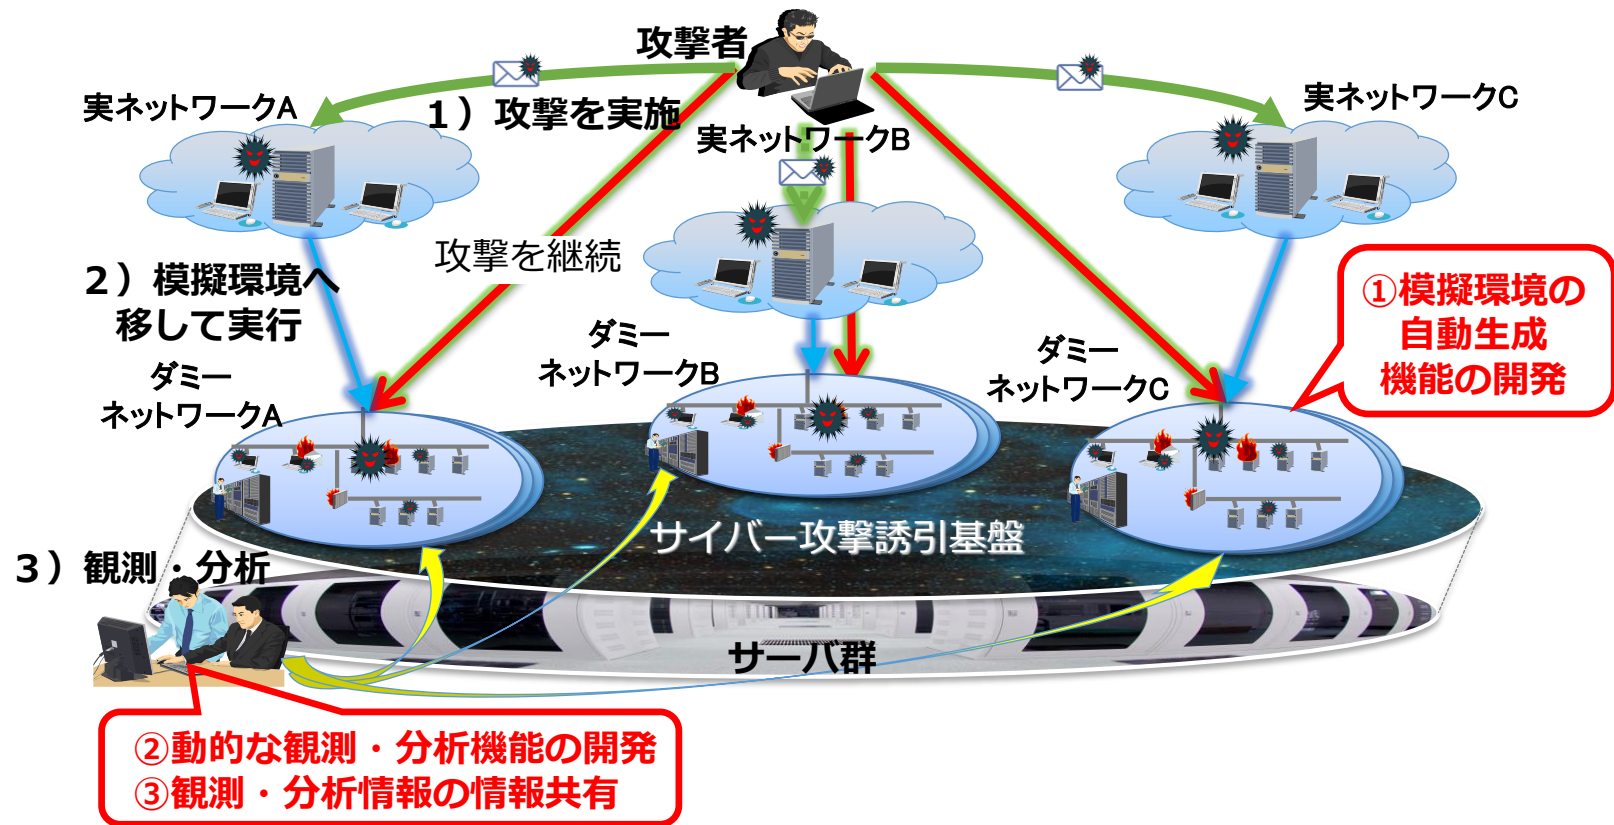 攻撃者
実ネットワークA
1）攻撃を実施
実ネットワークB
実ネットワークC
攻撃を継続
2）模擬環境へ
移して実行
①模擬環境の
自動生成
機能の開発
ダミー
ネットワークA
ダミー
ネットワークB
ダミー
ネットワークC
サイバー攻撃誘引基盤
3）観測・分析
サーバ群
②動的な観測・分析機能の開発
③観測・分析情報の情報共有